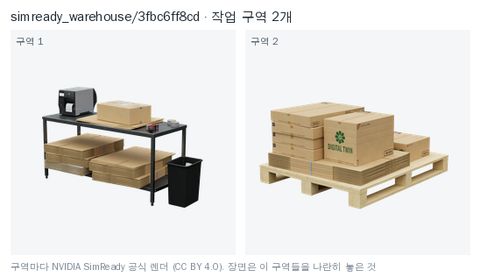 simready_warehouse/3fbc6ff8cd · 작업 구역 2개
구역 1
구역 2
DIGITAL TWIN
구역마다 NVIDIA SimReady 공식 렌더 (CC BY 4.0). 장면은 이 구역들을 나란히 놓은 것